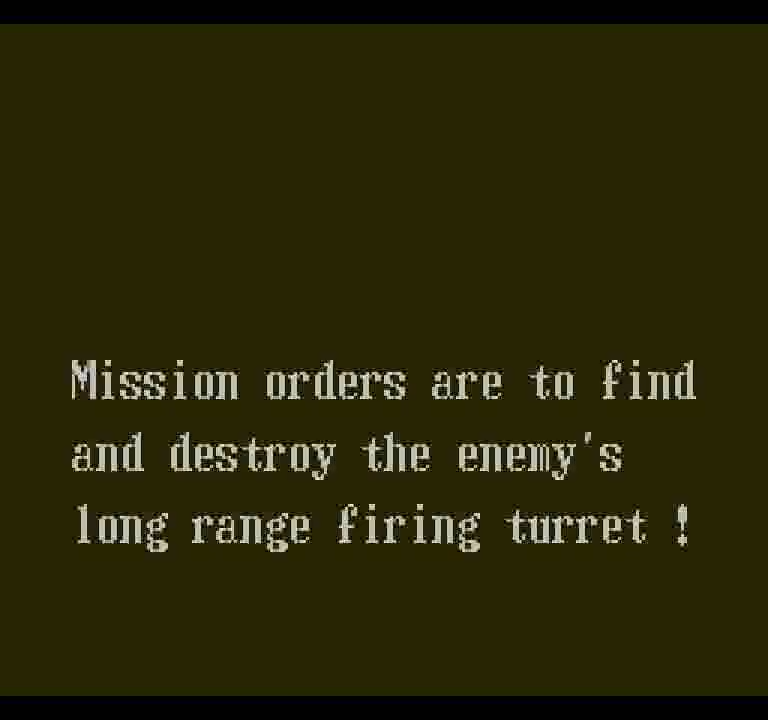 Mission orders are to find
and destroy the enemy's
long range firing turret !